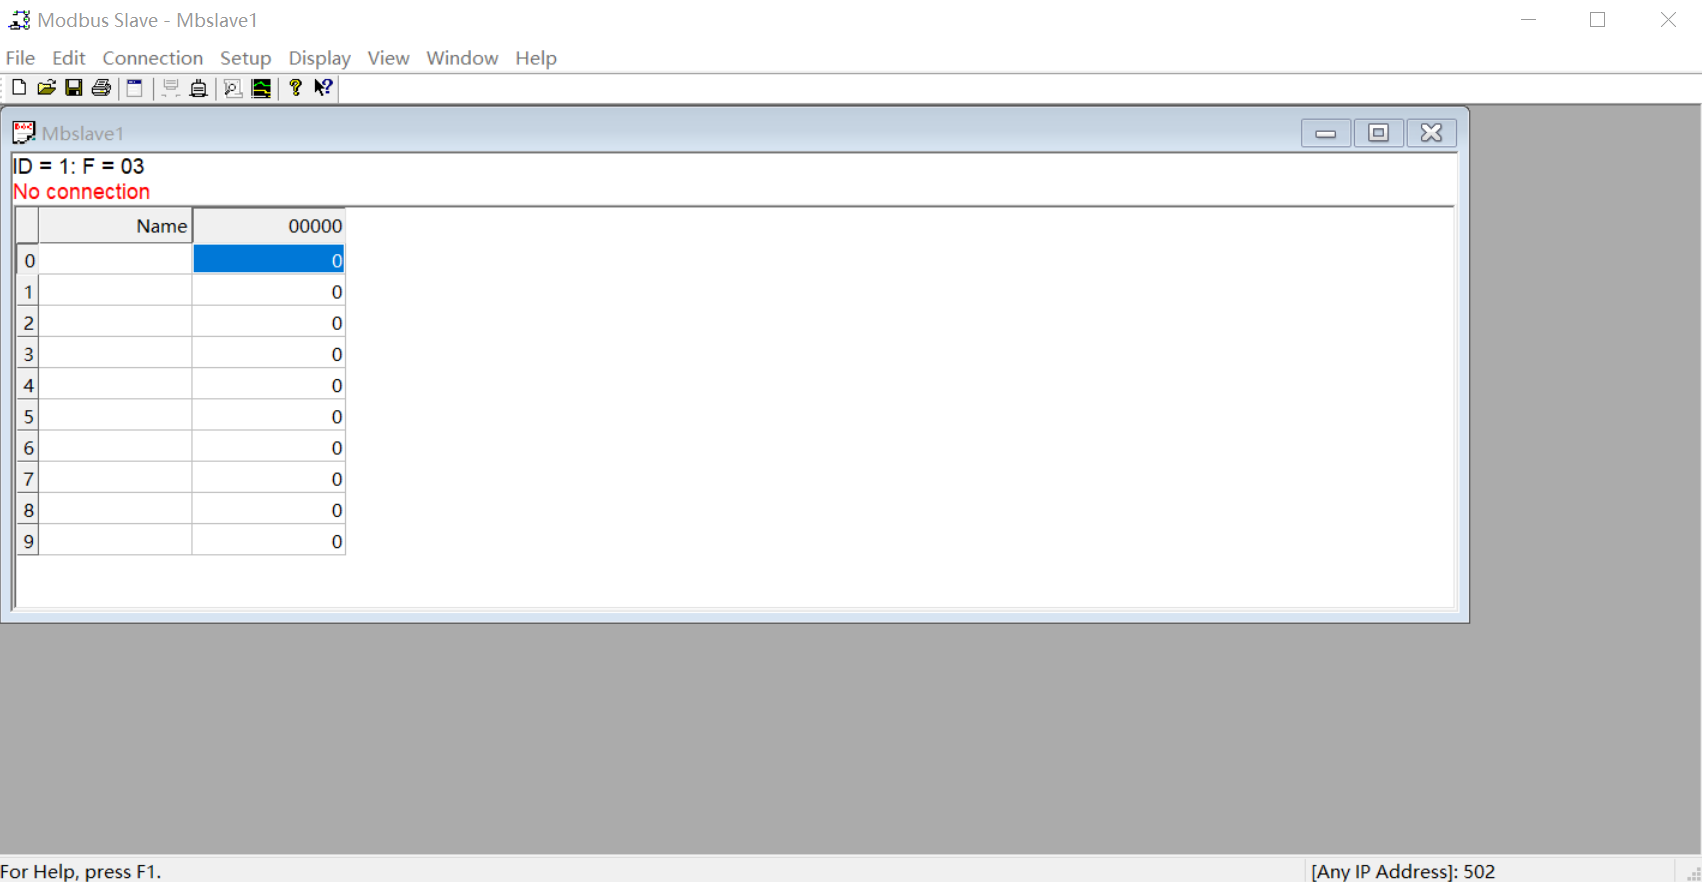 Modbus Slave - Mbslave1
File Edit Connection Setup Display View Window Help
Mbslave1
ID = 1: F = 03
No connection
Name 00000
0 0
1 0
2 0
3 0
4 0
5 0
6 0
7 0
8 0
9 0
For Help, press F1. [Any IP Address]: 502